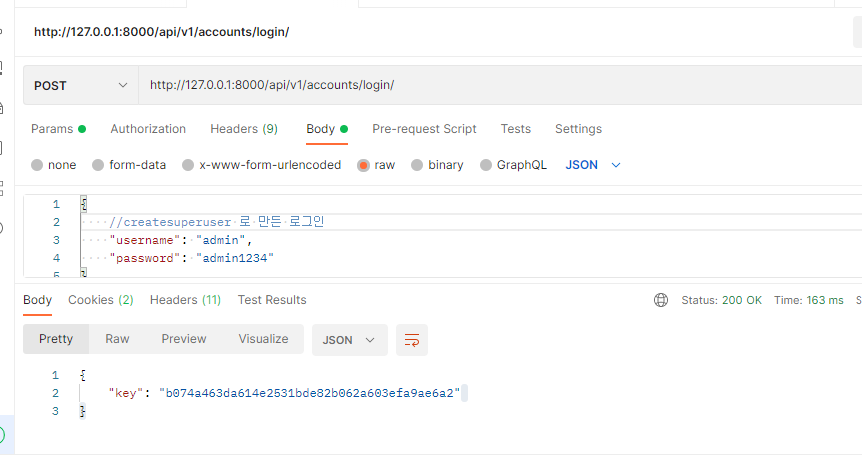 http://127.0.0.1:8000/api/v1/accounts/login/
POST http://127.0.0.1:8000/api/v1/accounts/login/
Params Authorization Headers (9) Body Pre-request Script Tests Settings
none form-data x-www-form-urlencoded raw binary GraphQL JSON
1 {
2 //createsuperuser 로 만든 로그인
3 "username": "admin",
4 "password": "admin1234"
5 }
Body Cookies (2) Headers (11) Test Results Status: 200 OK Time: 163 ms S
Pretty Raw Preview Visualize JSON
1 {
2 "key": "b074a463da614e2531bde82b062a603efa9ae6a2"
3 }